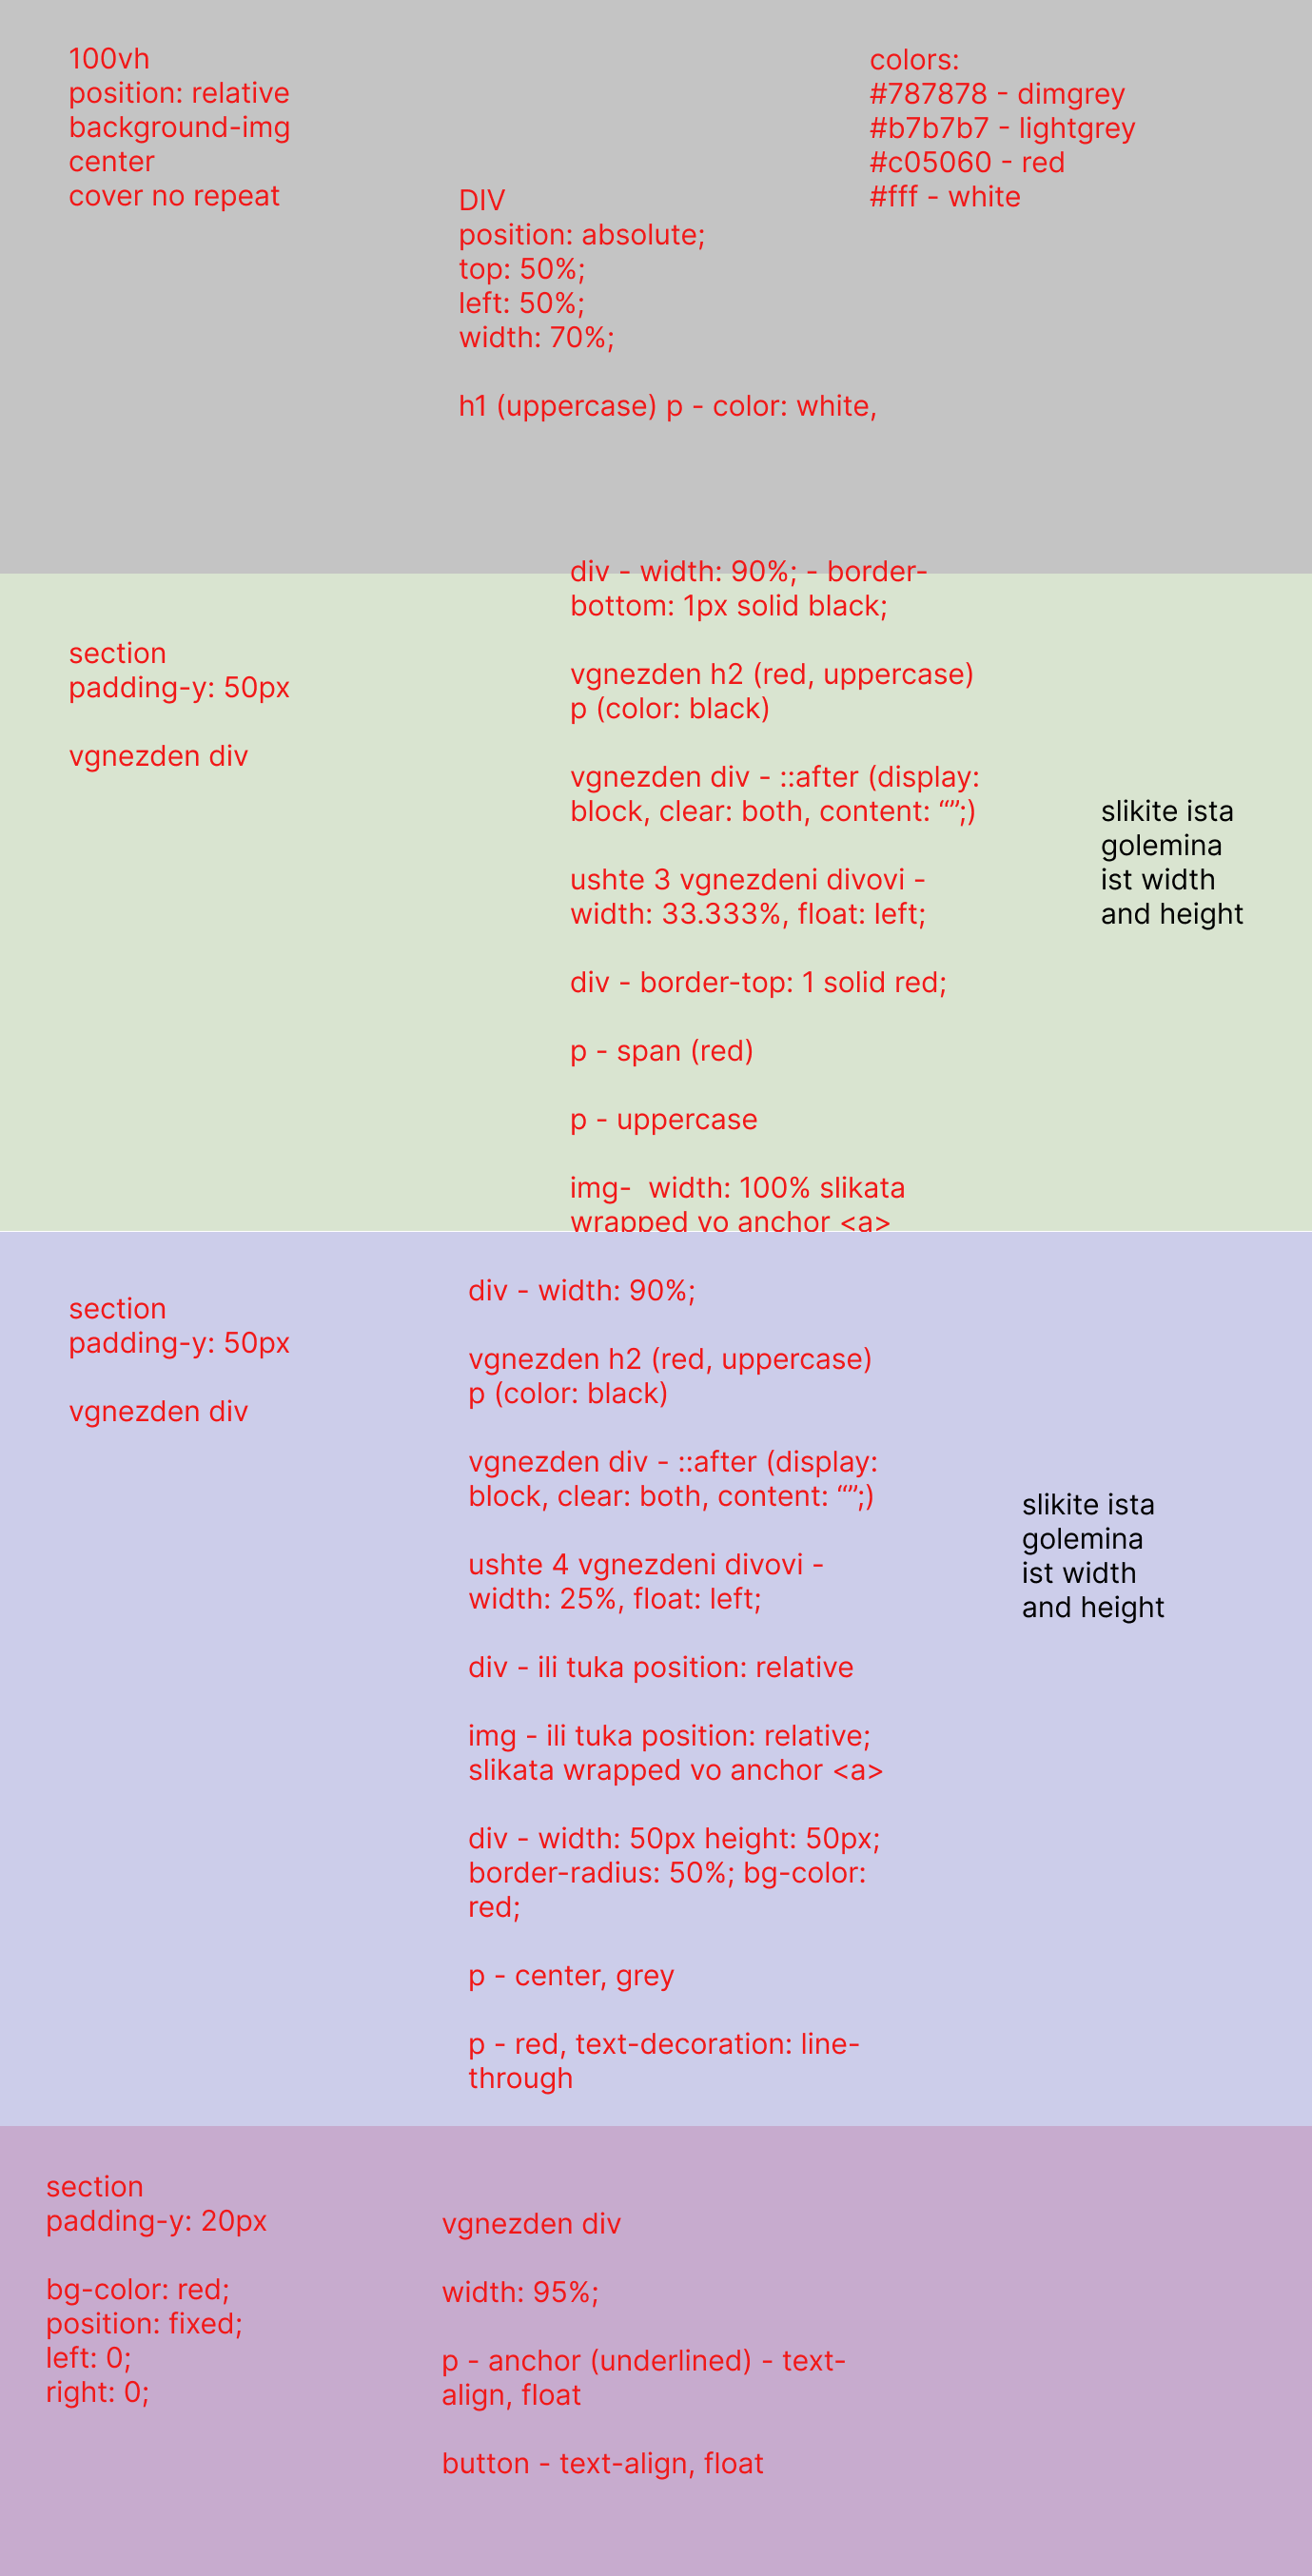 100vh
position: relative
background-img
center
cover no repeat
colors:
#787878 - dimgrey
#b7b7b7 - lightgrey
#c05060 - red
#fff - white
DIV
position: absolute;
top: 50%;
left: 50%;
width: 70%;
h1 (uppercase) p - color: white,
section
padding-y: 50px
vgnezden div
div - width: 90%; - border-
bottom: 1px solid black;
vgnezden h2 (red, uppercase)
p (color: black)
vgnezden div - ::after (display:
block, clear: both, content: “”;)
ushte 3 vgnezdeni divovi -
width: 33.333%, float: left;
div - border-top: 1 solid red;
p - span (red)
p - uppercase
img-  width: 100% slikata
wrapped vo anchor <a>
slikite ista
golemina
ist width
and height
section
padding-y: 50px
vgnezden div
div - width: 90%;
vgnezden h2 (red, uppercase)
p (color: black)
vgnezden div - ::after (display:
block, clear: both, content: “”;)
ushte 4 vgnezdeni divovi -
width: 25%, float: left;
div - ili tuka position: relative
img - ili tuka position: relative;
slikata wrapped vo anchor <a>
div - width: 50px height: 50px;
border-radius: 50%; bg-color:
red;
p - center, grey
p - red, text-decoration: line-
through
slikite ista
golemina
ist width
and height
section
padding-y: 20px
bg-color: red;
position: fixed;
left: 0;
right: 0;
vgnezden div
width: 95%;
p - anchor (underlined) - text-
align, float
button - text-align, float